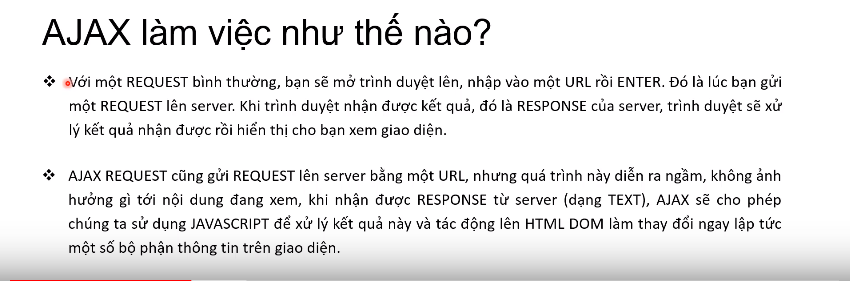 AJAX làm việc như thế nào?
❖ Với một REQUEST bình thường, bạn sẽ mở trình duyệt lên, nhập vào một URL rồi ENTER. Đó là lúc bạn gửi
một REQUEST lên server. Khi trình duyệt nhận được kết quả, đó là RESPONSE của server, trình duyệt sẽ xử
lý kết quả nhận được rồi hiển thị cho bạn xem giao diện.
❖ AJAX REQUEST cũng gửi REQUEST lên server bằng một URL, nhưng quá trình này diễn ra ngầm, không ảnh
hưởng gì tới nội dung đang xem, khi nhận được RESPONSE từ server (dạng TEXT), AJAX sẽ cho phép
chúng ta sử dụng JAVASCRIPT để xử lý kết quả này và tác động lên HTML DOM làm thay đổi ngay lập tức
một số bộ phận thông tin trên giao diện.